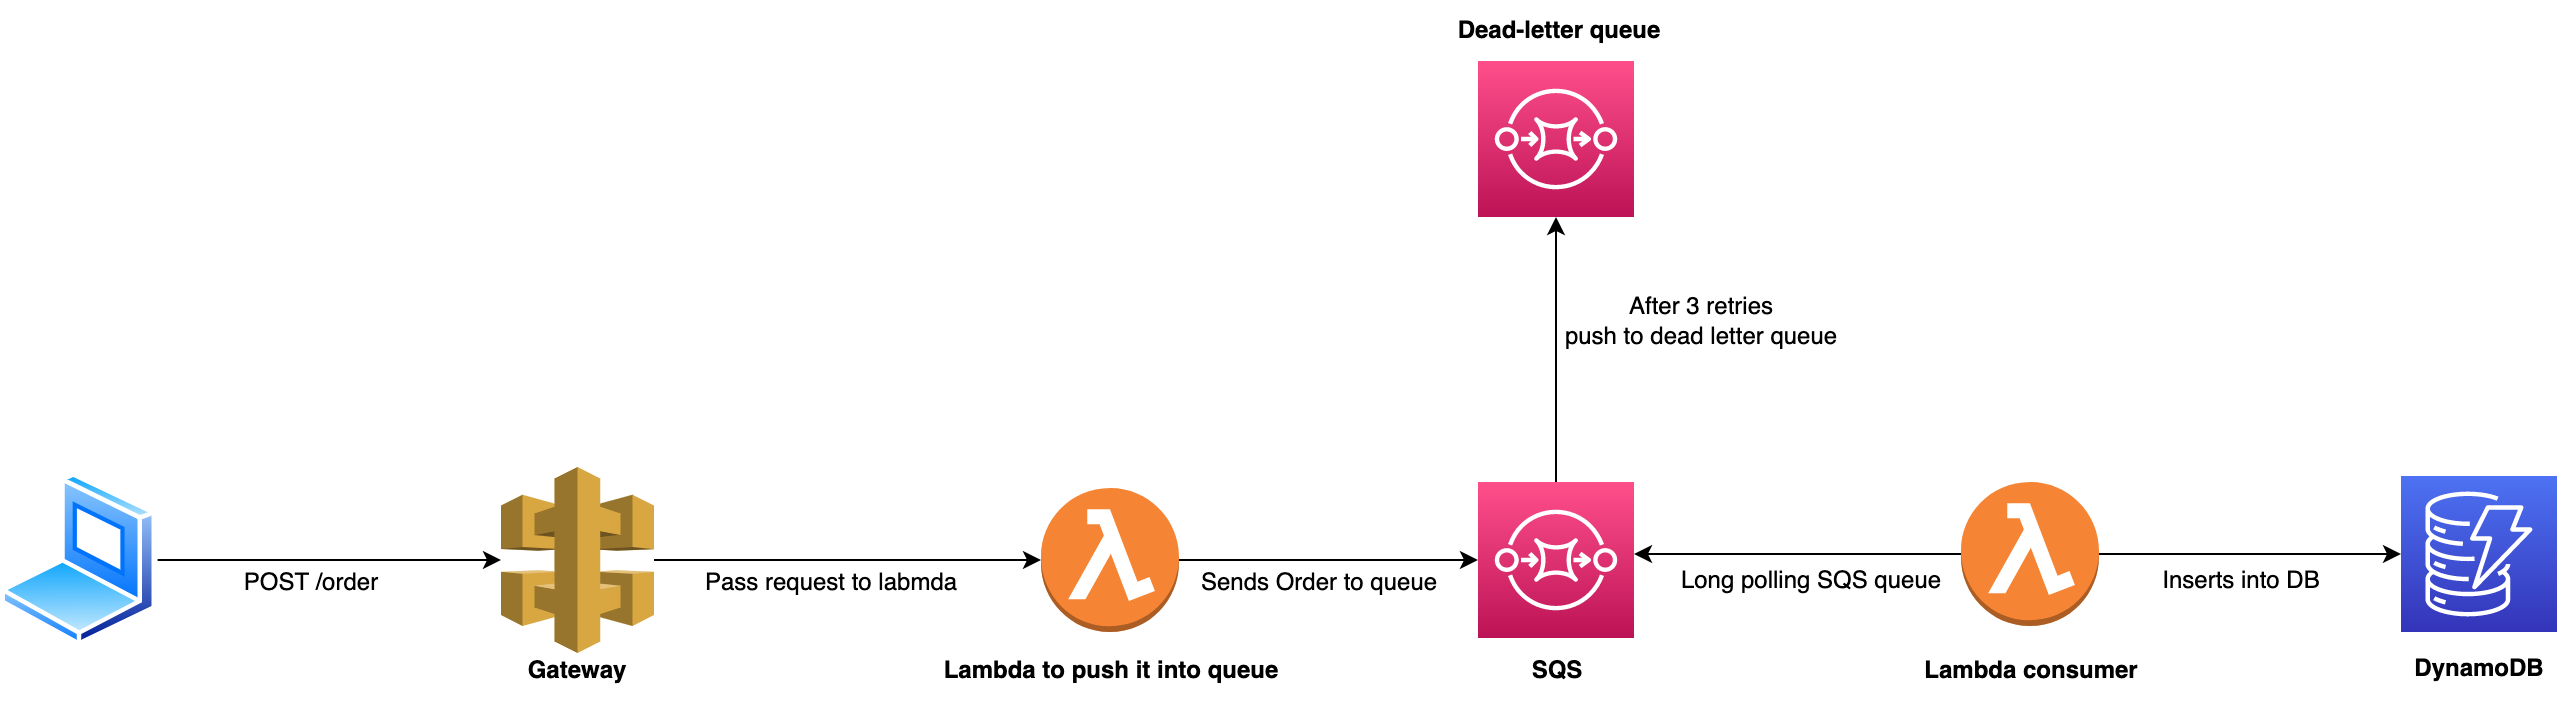 Dead-letter queue
After 3 retries
push to dead letter queue
POST /order
Pass request to labmda
Sends Order to queue
Long polling SQS queue
Inserts into DB
Gateway
Lambda to push it into queue
SQS
Lambda consumer
DynamoDB